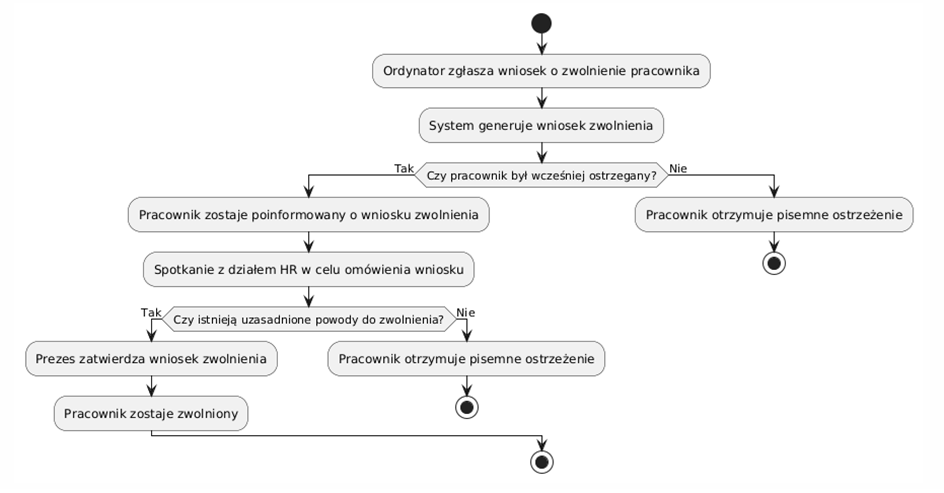 Ordynator zgłasza wniosek o zwolnienie pracownika
System generuje wniosek zwolnienia
Tak
Czy pracownik był wcześniej ostrzegany?
Nie
Pracownik zostaje poinformowany o wniosku zwolnienia
Pracownik otrzymuje pisemne ostrzeżenie
Spotkanie z działem HR w celu omówienia wniosku
Tak
Czy istnieją uzasadnione powody do zwolnienia?
Nie
Prezes zatwierdza wniosek zwolnienia
Pracownik otrzymuje pisemne ostrzeżenie
Pracownik zostaje zwolniony